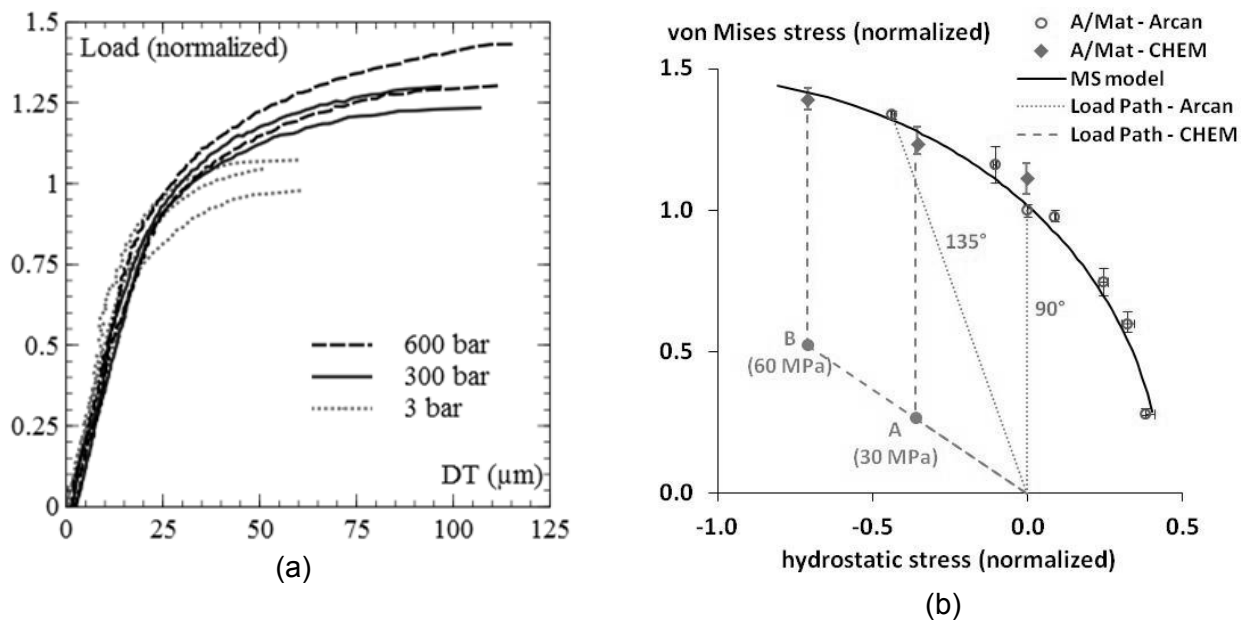 1.5
Load (normalized)
1.25
1
0.75
0.5
0.25
0
600 bar
300 bar
3 bar
DT (µm)
0 25 50 75 100 125
(a)
von Mises stress (normalized)
A/Mat - Arcan
A/Mat - CHEM
MS model
Load Path - Arcan
Load Path - CHEM
1.5
1.0
0.5
0.0
135°
90°
B
(60 MPa)
A
(30 MPa)
-1.0 -0.5 0.0 0.5
hydrostatic stress (normalized)
(b)